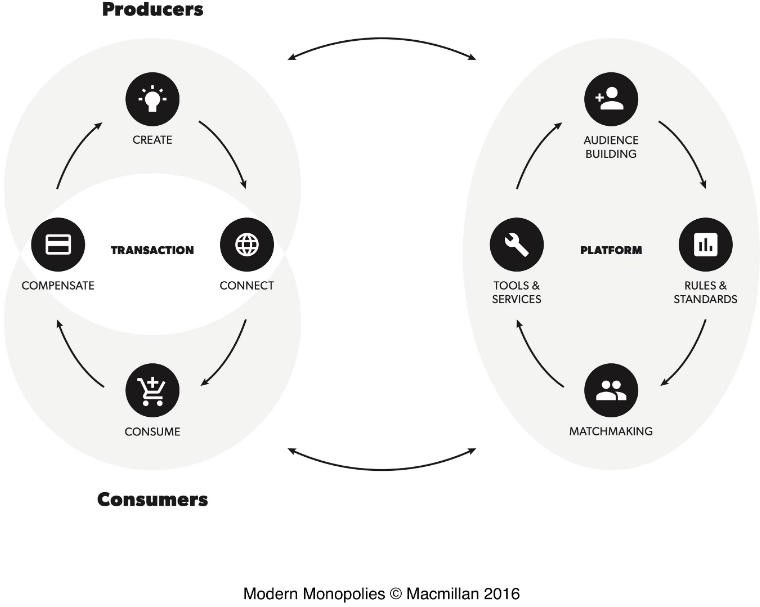 Producers
CREATE
COMPENSATE
TRANSACTION
CONNECT
CONSUME
Consumers
AUDIENCE
BUILDING
TOOLS &
SERVICES
PLATFORM
RULES &
STANDARDS
MATCHMAKING
Modern Monopolies © Macmillan 2016